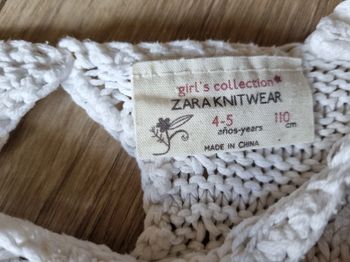 girl's collection*
ZARA KNITWEAR
4-5 110
años-years cm
MADE IN CHINA